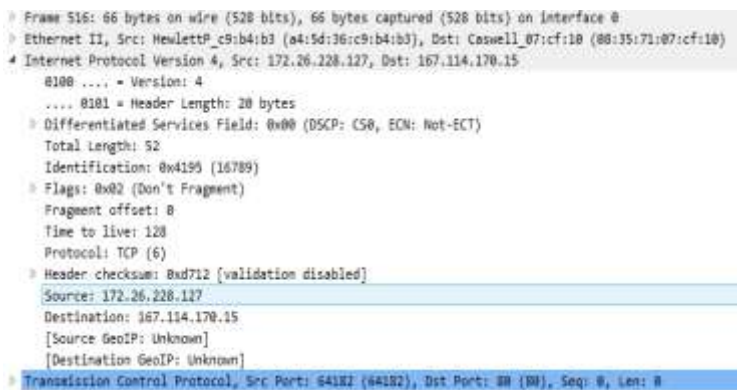 Frame 516: 66 bytes on wire (528 bits), 66 bytes captured (528 bits) on interface 0
Ethernet II, Src: HewlettP_c9:b4:b3 (a4:5d:36:c9:b4:b3), Dst: Caswell_07:cf:10 (00:35:71:07:cf:10)
Internet Protocol Version 4, Src: 172.26.228.127, Dst: 167.114.170.15
0100 .... = Version: 4
.... 0101 = Header Length: 20 bytes
Differentiated Services Field: 0x00 (DSCP: CS0, ECN: Not-ECT)
Total Length: 52
Identification: 0x4195 (16789)
Flags: 0x02 (Don't Fragment)
Fragment offset: 0
Time to live: 128
Protocol: TCP (6)
Header checksum: 0xd712 [validation disabled]
Source: 172.26.228.127
Destination: 167.114.170.15
[Source GeoIP: Unknown]
[Destination GeoIP: Unknown]
Transmission Control Protocol, Src Port: 64182 (64182), Dst Port: 80 (80), Seq: 0, Len: 0